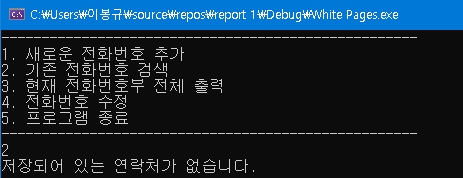 C:₩Users₩이봉규₩source₩repos₩report 1₩Debug₩White Pages.exe
----------------------------------------------------
1. 새로운 전화번호 추가
2. 기존 전화번호 검색
3. 현재 전화번호부 전체 출력
4. 전화번호 수정
5. 프로그램 종료
----------------------------------------------------
2
저장되어 있는 연락처가 없습니다.